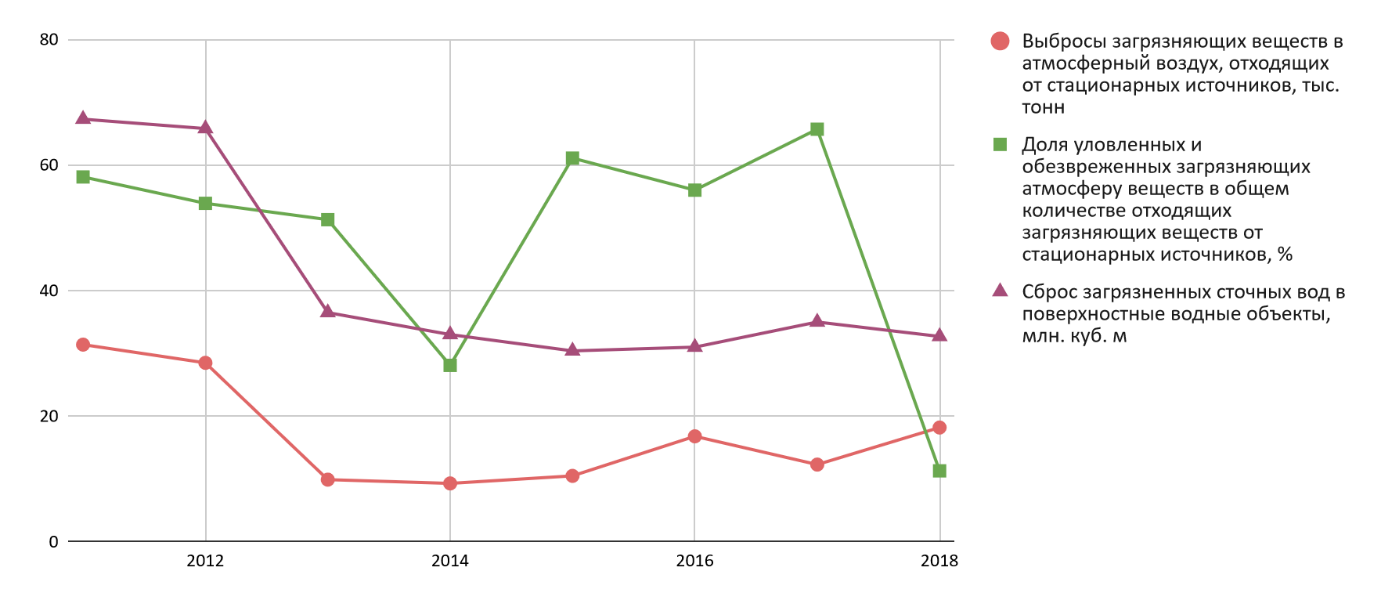 80
60
40
20
0
2012
2014
2016
2018
Выбросы загрязняющих веществ в
атмосферный воздух, отходящих
от стационарных источников, тыс.
тонн
Доля уловленных и
обезвреженных загрязняющих
атмосферу веществ в общем
количестве отходящих
загрязняющих веществ от
стационарных источников, %
Сброс загрязненных сточных вод в
поверхностные водные объекты,
млн. куб. м